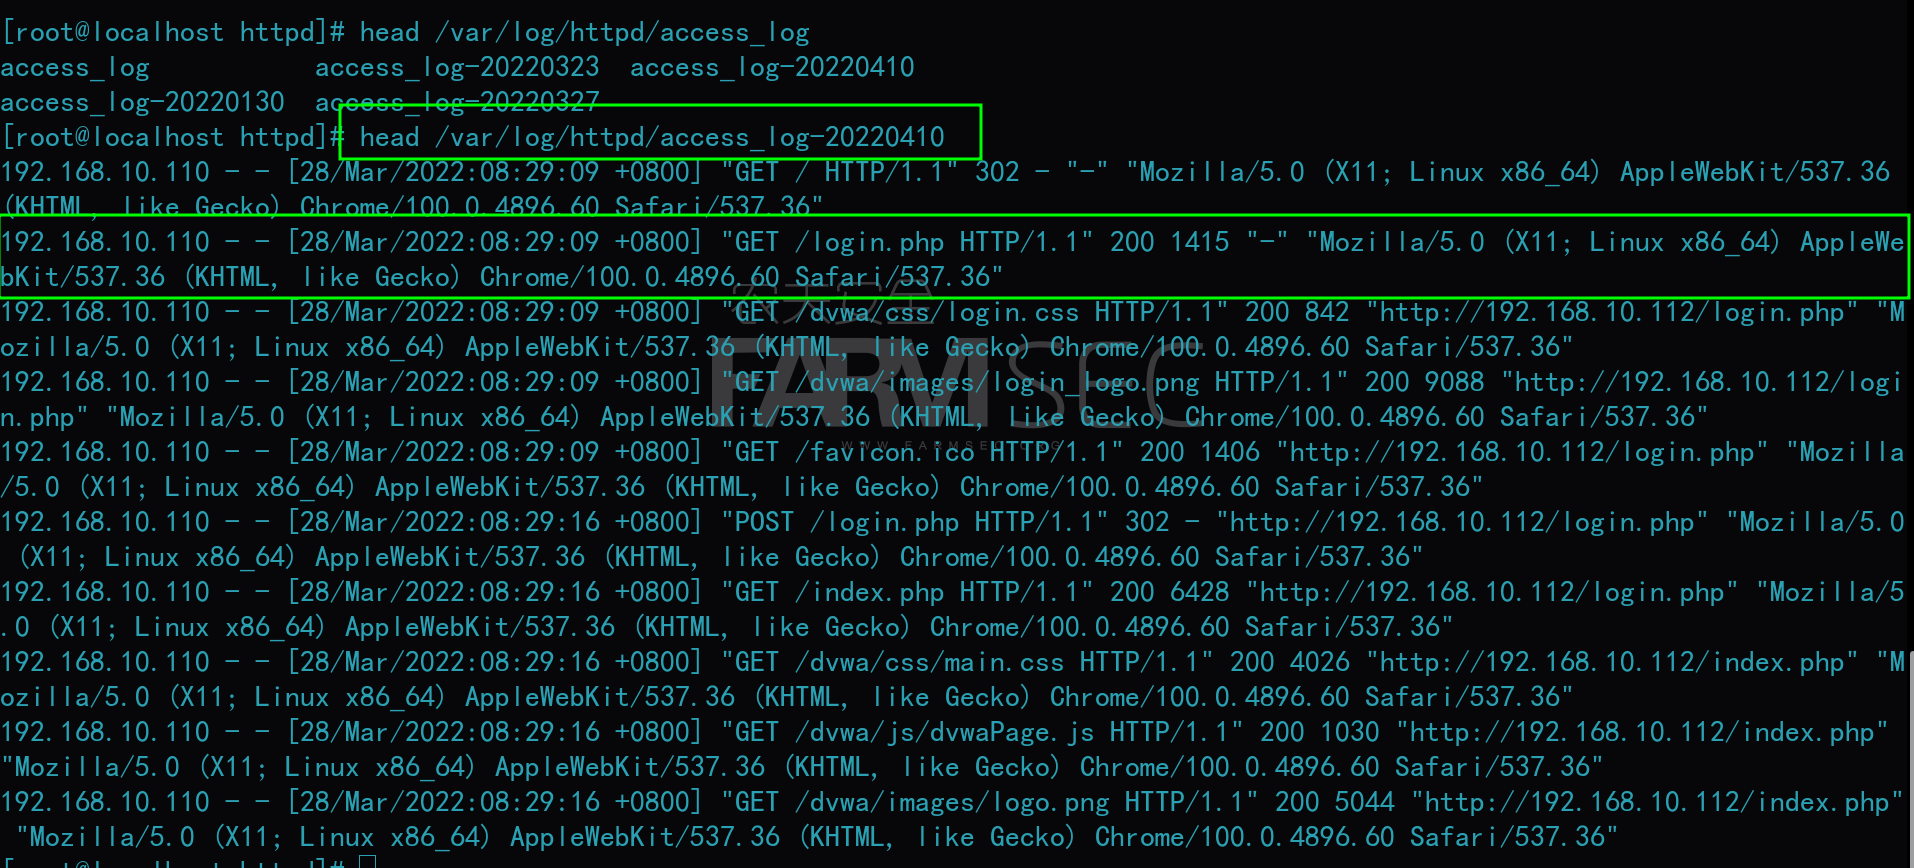 [root@localhost httpd]# head /var/log/httpd/access_log
access_log           access_log-20220323  access_log-20220410
access_log-20220130  access_log-20220327
[root@localhost httpd]# head /var/log/httpd/access_log-20220410
192.168.10.110 - - [28/Mar/2022:08:29:09 +0800] "GET / HTTP/1.1" 302 - "-" "Mozilla/5.0 (X11; Linux x86_64) AppleWebKit/537.36
(KHTML, like Gecko) Chrome/100.0.4896.60 Safari/537.36"
192.168.10.110 - - [28/Mar/2022:08:29:09 +0800] "GET /login.php HTTP/1.1" 200 1415 "-" "Mozilla/5.0 (X11; Linux x86_64) AppleWe
bKit/537.36 (KHTML, like Gecko) Chrome/100.0.4896.60 Safari/537.36"
农天安全
192.168.10.110 - - [28/Mar/2022:08:29:09 +0800] "GET /dvwa/css/login.css HTTP/1.1" 200 842 "http://192.168.10.112/login.php" "M
ozilla/5.0 (X11; Linux x86_64) AppleWebKit/537.36 (KHTML, like Gecko) Chrome/100.0.4896.60 Safari/537.36"
FARMSEC
192.168.10.110 - - [28/Mar/2022:08:29:09 +0800] "GET /dvwa/images/login_logo.png HTTP/1.1" 200 9088 "http://192.168.10.112/logi
n.php" "Mozilla/5.0 (X11; Linux x86_64) AppleWebKit/537.36 (KHTML, like Gecko) Chrome/100.0.4896.60 Safari/537.36"
192.168.10.110 - - [28/Mar/2022:08:29:09 +0800] "GET /favicon.ico HTTP/1.1" 200 1406 "http://192.168.10.112/login.php" "Mozilla
/5.0 (X11; Linux x86_64) AppleWebKit/537.36 (KHTML, like Gecko) Chrome/100.0.4896.60 Safari/537.36"
192.168.10.110 - - [28/Mar/2022:08:29:16 +0800] "POST /login.php HTTP/1.1" 302 - "http://192.168.10.112/login.php" "Mozilla/5.0
 (X11; Linux x86_64) AppleWebKit/537.36 (KHTML, like Gecko) Chrome/100.0.4896.60 Safari/537.36"
192.168.10.110 - - [28/Mar/2022:08:29:16 +0800] "GET /index.php HTTP/1.1" 200 6428 "http://192.168.10.112/login.php" "Mozilla/5
.0 (X11; Linux x86_64) AppleWebKit/537.36 (KHTML, like Gecko) Chrome/100.0.4896.60 Safari/537.36"
192.168.10.110 - - [28/Mar/2022:08:29:16 +0800] "GET /dvwa/css/main.css HTTP/1.1" 200 4026 "http://192.168.10.112/index.php" "M
ozilla/5.0 (X11; Linux x86_64) AppleWebKit/537.36 (KHTML, like Gecko) Chrome/100.0.4896.60 Safari/537.36"
192.168.10.110 - - [28/Mar/2022:08:29:16 +0800] "GET /dvwa/js/dvwaPage.js HTTP/1.1" 200 1030 "http://192.168.10.112/index.php"
"Mozilla/5.0 (X11; Linux x86_64) AppleWebKit/537.36 (KHTML, like Gecko) Chrome/100.0.4896.60 Safari/537.36"
192.168.10.110 - - [28/Mar/2022:08:29:16 +0800] "GET /dvwa/images/logo.png HTTP/1.1" 200 5044 "http://192.168.10.112/index.php"
 "Mozilla/5.0 (X11; Linux x86_64) AppleWebKit/537.36 (KHTML, like Gecko) Chrome/100.0.4896.60 Safari/537.36"